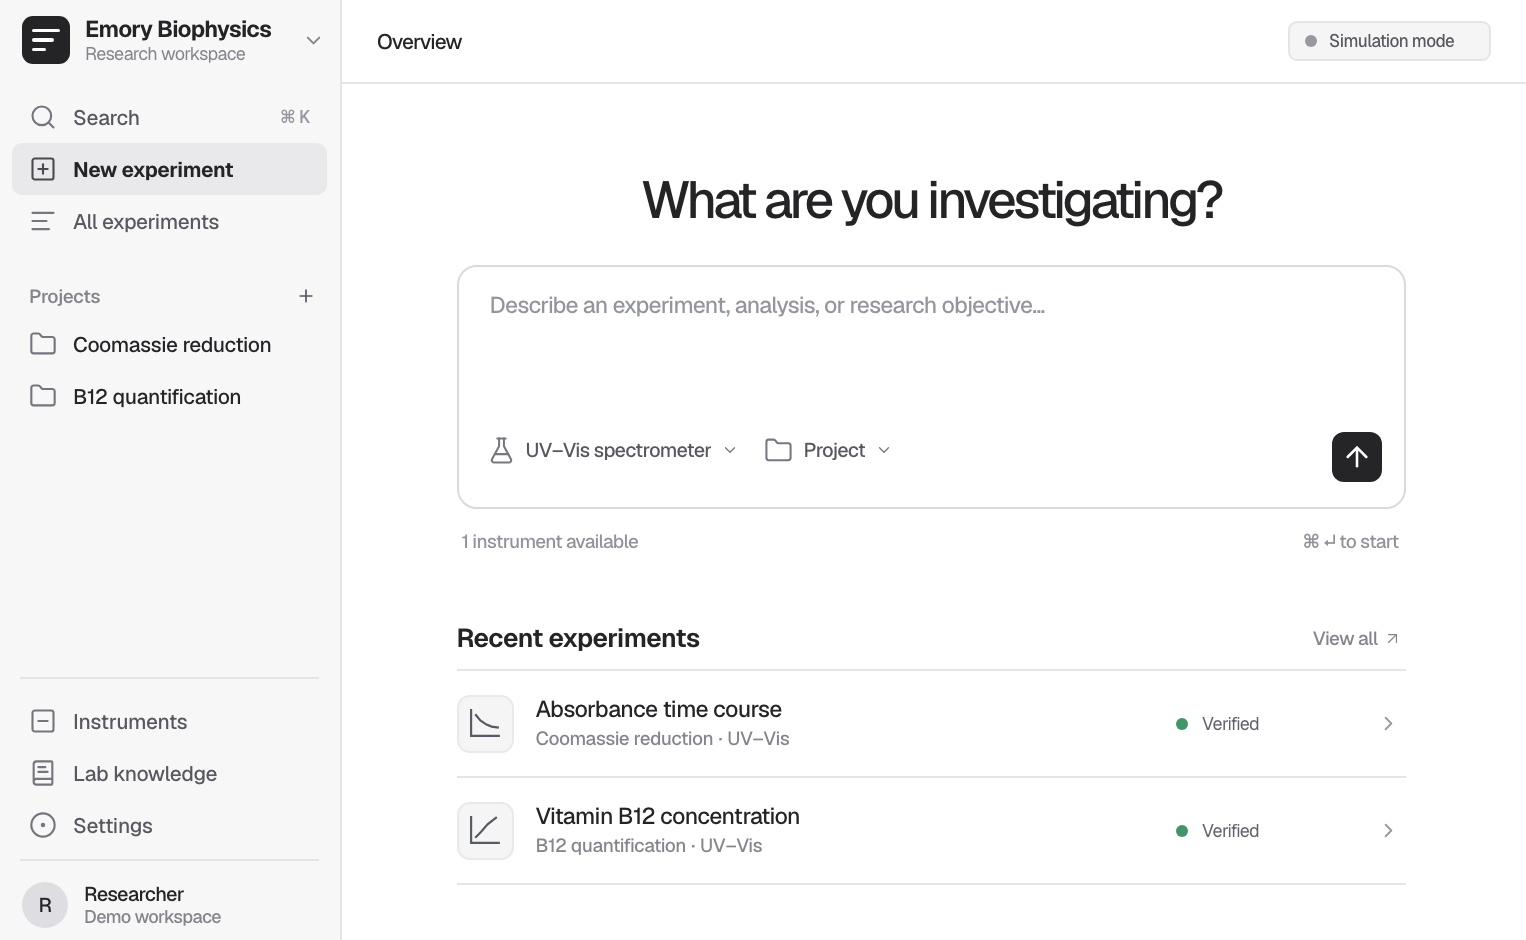 Emory Biophysics
Research workspace
Search ⌘ K
New experiment
All experiments
Projects +
Coomassie reduction
B12 quantification
Instruments
Lab knowledge
Settings
R
Researcher
Demo workspace
Overview
Simulation mode
What are you investigating?
Describe an experiment, analysis, or research objective...
UV–Vis spectrometer
Project
1 instrument available
⌘ ↵ to start
Recent experiments
View all ↗
Absorbance time course
Coomassie reduction · UV–Vis
Verified
Vitamin B12 concentration
B12 quantification · UV–Vis
Verified